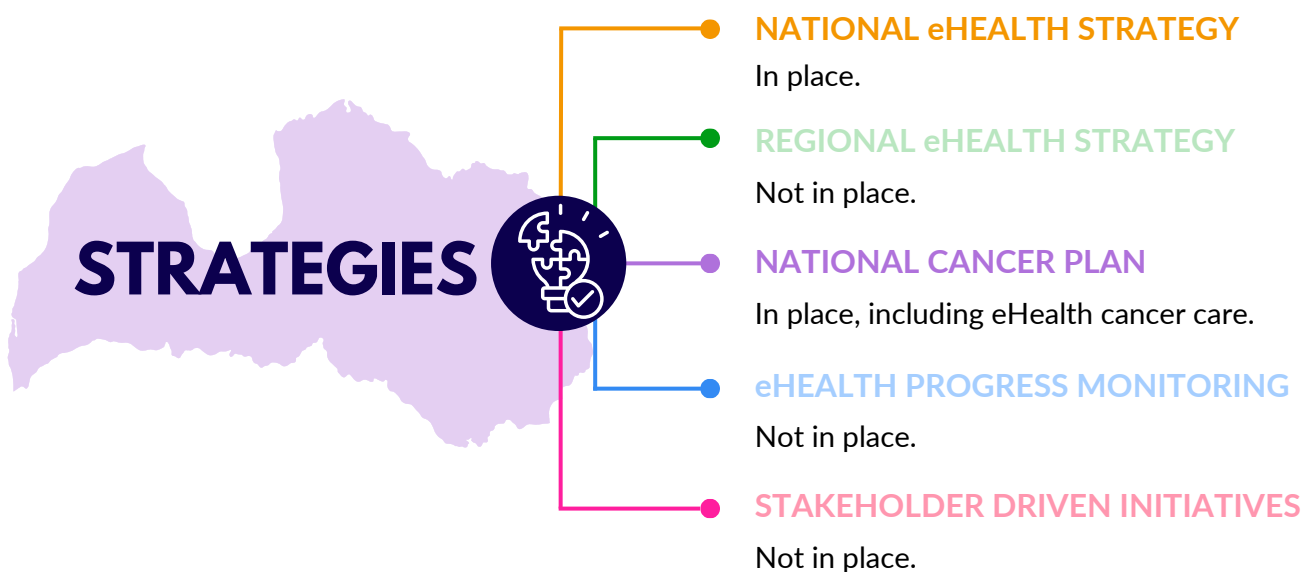 STRATEGIES
NATIONAL eHEALTH STRATEGY
In place.
REGIONAL eHEALTH STRATEGY
Not in place.
NATIONAL CANCER PLAN
In place, including eHealth cancer care.
eHEALTH PROGRESS MONITORING
Not in place.
STAKEHOLDER DRIVEN INITIATIVES
Not in place.